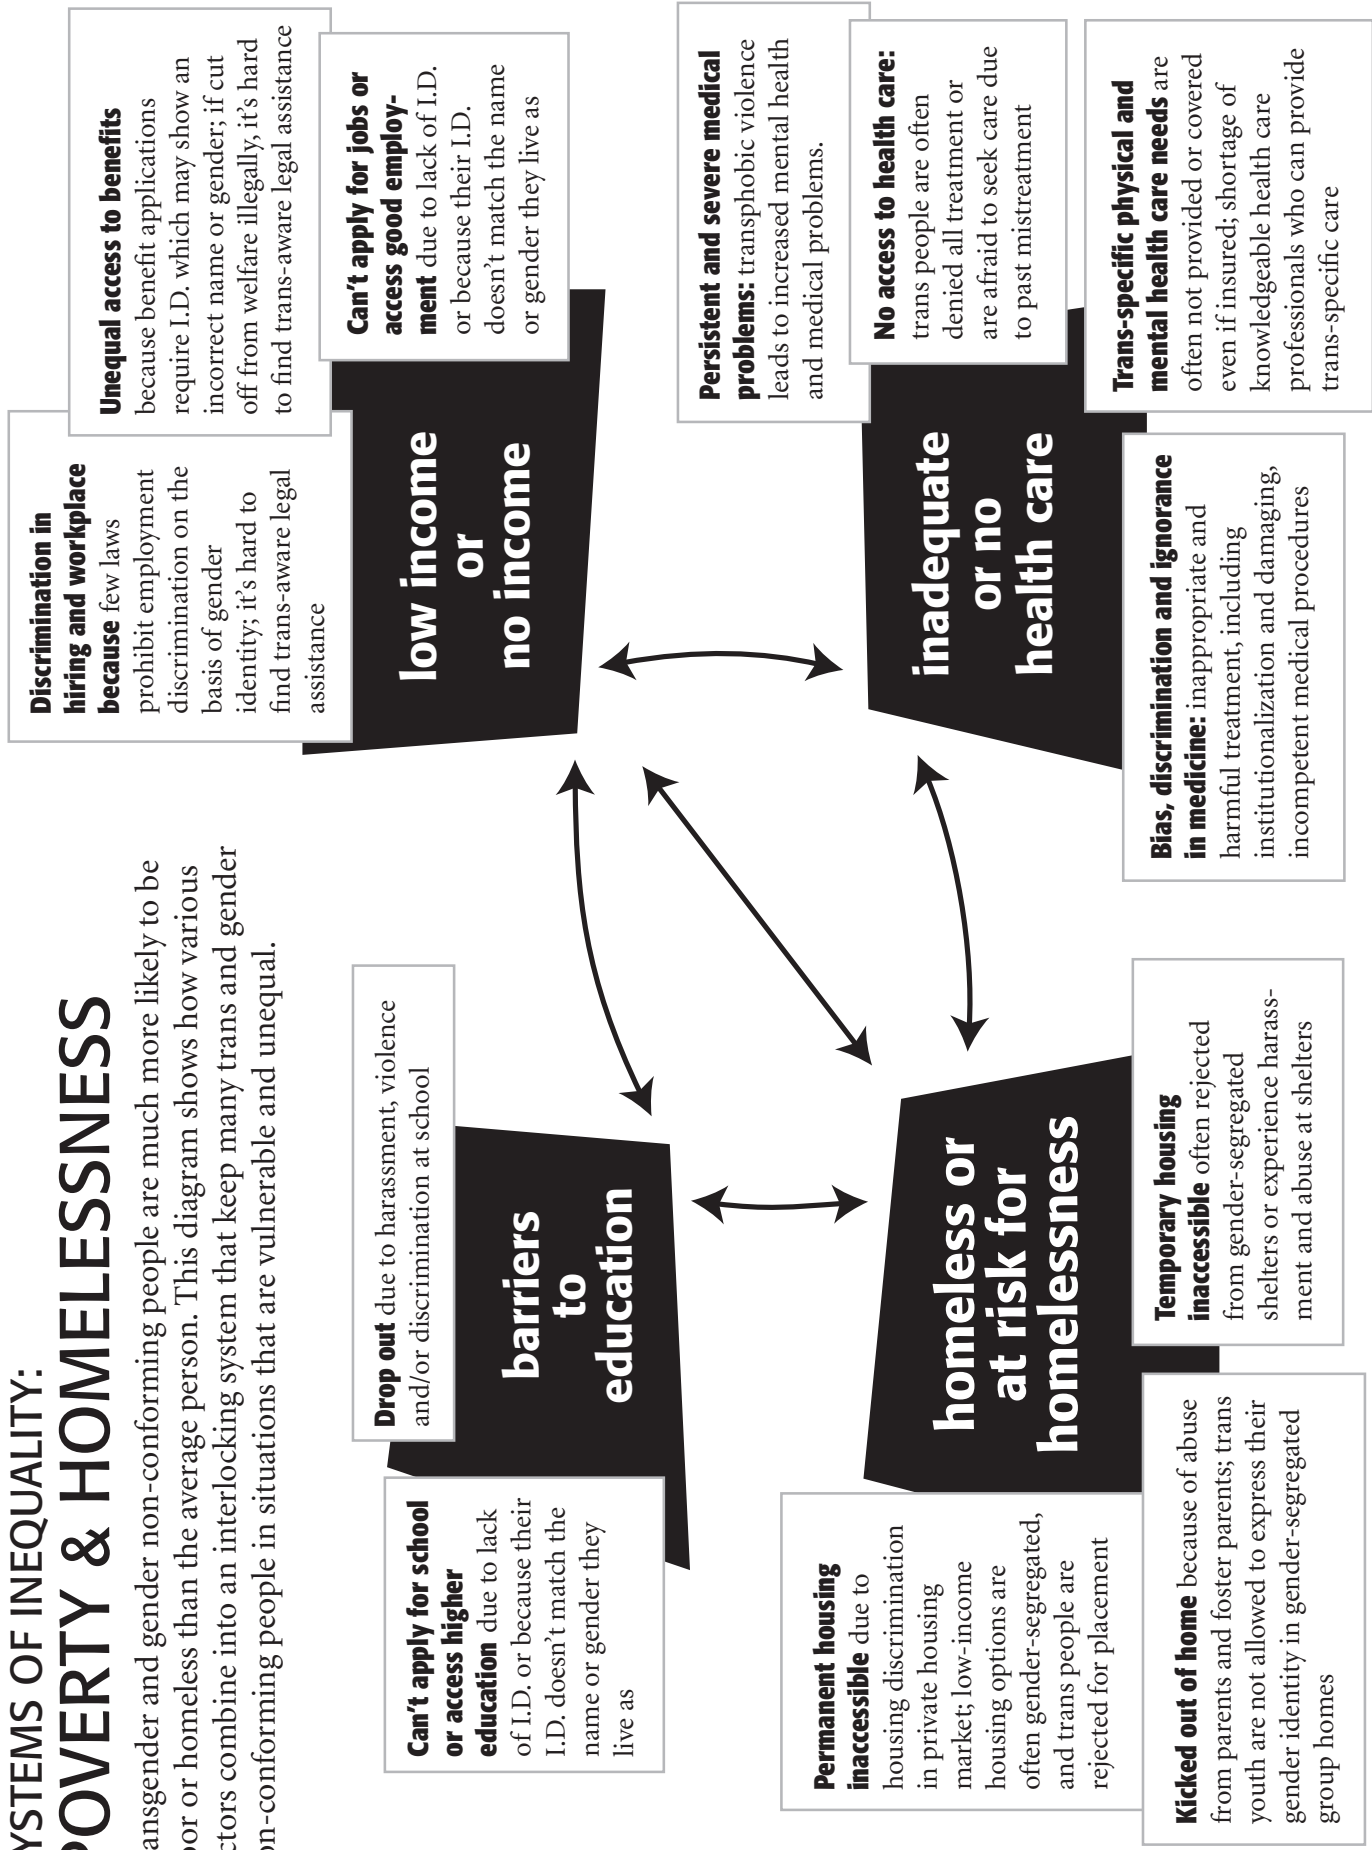 YSTEMS OF INEQUALITY:
POVERTY & HOMELESSNESS
ansgender and gender non-conforming people are much more likely to be
oor or homeless than the average person. This diagram shows how various
ctors combine into an interlocking system that keep many trans and gender
on-conforming people in situations that are vulnerable and unequal.
Discrimination in
hiring and workplace
because few laws
prohibit employment
discrimination on the
basis of gender
identity; it's hard to
find trans-aware legal
assistance
Unequal access to benefits
because benefit applications
require I.D. which may show an
incorrect name or gender; if cut
off from welfare illegally, it's hard
to find trans-aware legal assistance
Can't apply for jobs or
access good employ-
ment due to lack of I.D.
or because their I.D.
doesn't match the name
or gender they live as
low income
or
no income
Drop out due to harassment, violence
and/or discrimination at school
Can't apply for school
or access higher
education due to lack
of I.D. or because their
I.D. doesn't match the
name or gender they
live as
barriers
to
education
Persistent and severe medical
problems: transphobic violence
leads to increased mental health
and medical problems.
No access to health care:
trans people are often
denied all treatment or
are afraid to seek care due
to past mistreatment
Trans-specific physical and
mental health care needs are
often not provided or covered
even if insured; shortage of
knowledgeable health care
professionals who can provide
trans-specific care
inadequate
or no
health care
Bias, discrimination and ignorance
in medicine: inappropriate and
harmful treatment, including
institutionalization and damaging,
incompetent medical procedures
Permanent housing
inaccessible due to
housing discrimination
in private housing
market; low-income
housing options are
often gender-segregated,
and trans people are
rejected for placement
homeless or
at risk for
homelessness
Temporary housing
inaccessible often rejected
from gender-segregated
shelters or experience harass-
ment and abuse at shelters
Kicked out of home because of abuse
from parents and foster parents; trans
youth are not allowed to express their
gender identity in gender-segregated
group homes